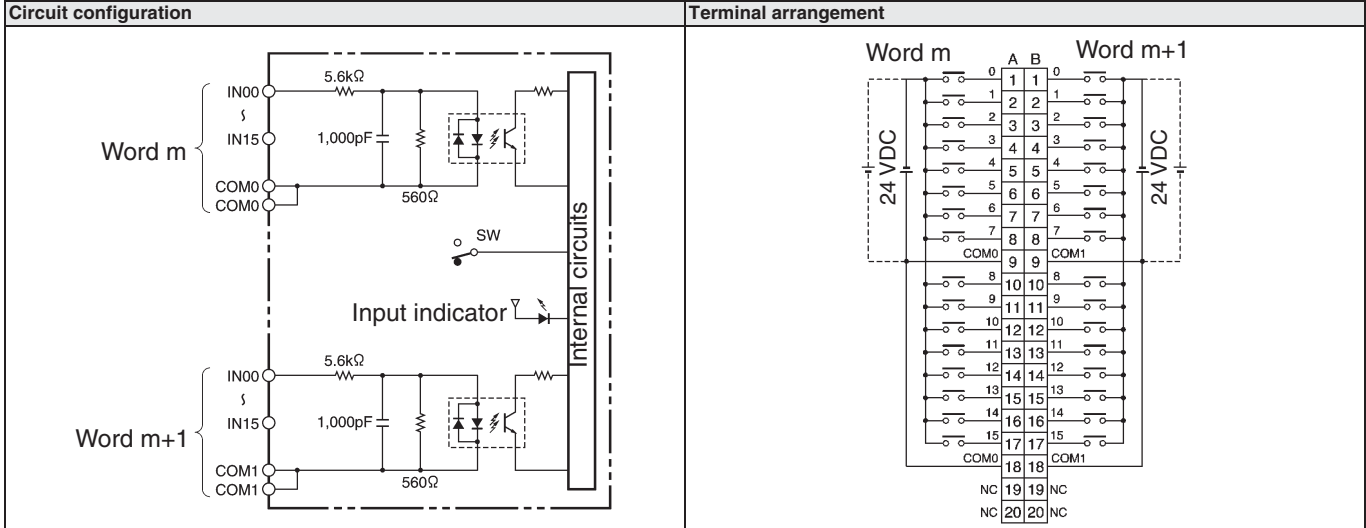 Circuit configuration
Terminal arrangement
5.6kΩ
IN00
IN15
1,000pF
Word m
COM0
COM0
560Ω
SW
Input indicator
Internal circuits
5.6kΩ
IN00
IN15
1,000pF
Word m+1
COM1
COM1
560Ω
Word m A B Word m+1
0 1 1 0
1 2 2 1
2 3 3 2
3 4 4 3
4 5 5 4
5 6 6 5
6 7 7 6
7 8 8 7
COM0 9 9 COM1
8 10 10 8
9 11 11 9
10 12 12 10
11 13 13 11
12 14 14 12
13 15 15 13
14 16 16 14
15 17 17 15
COM0 18 18 COM1
NC 19 19 NC
NC 20 20 NC
24 VDC
24 VDC